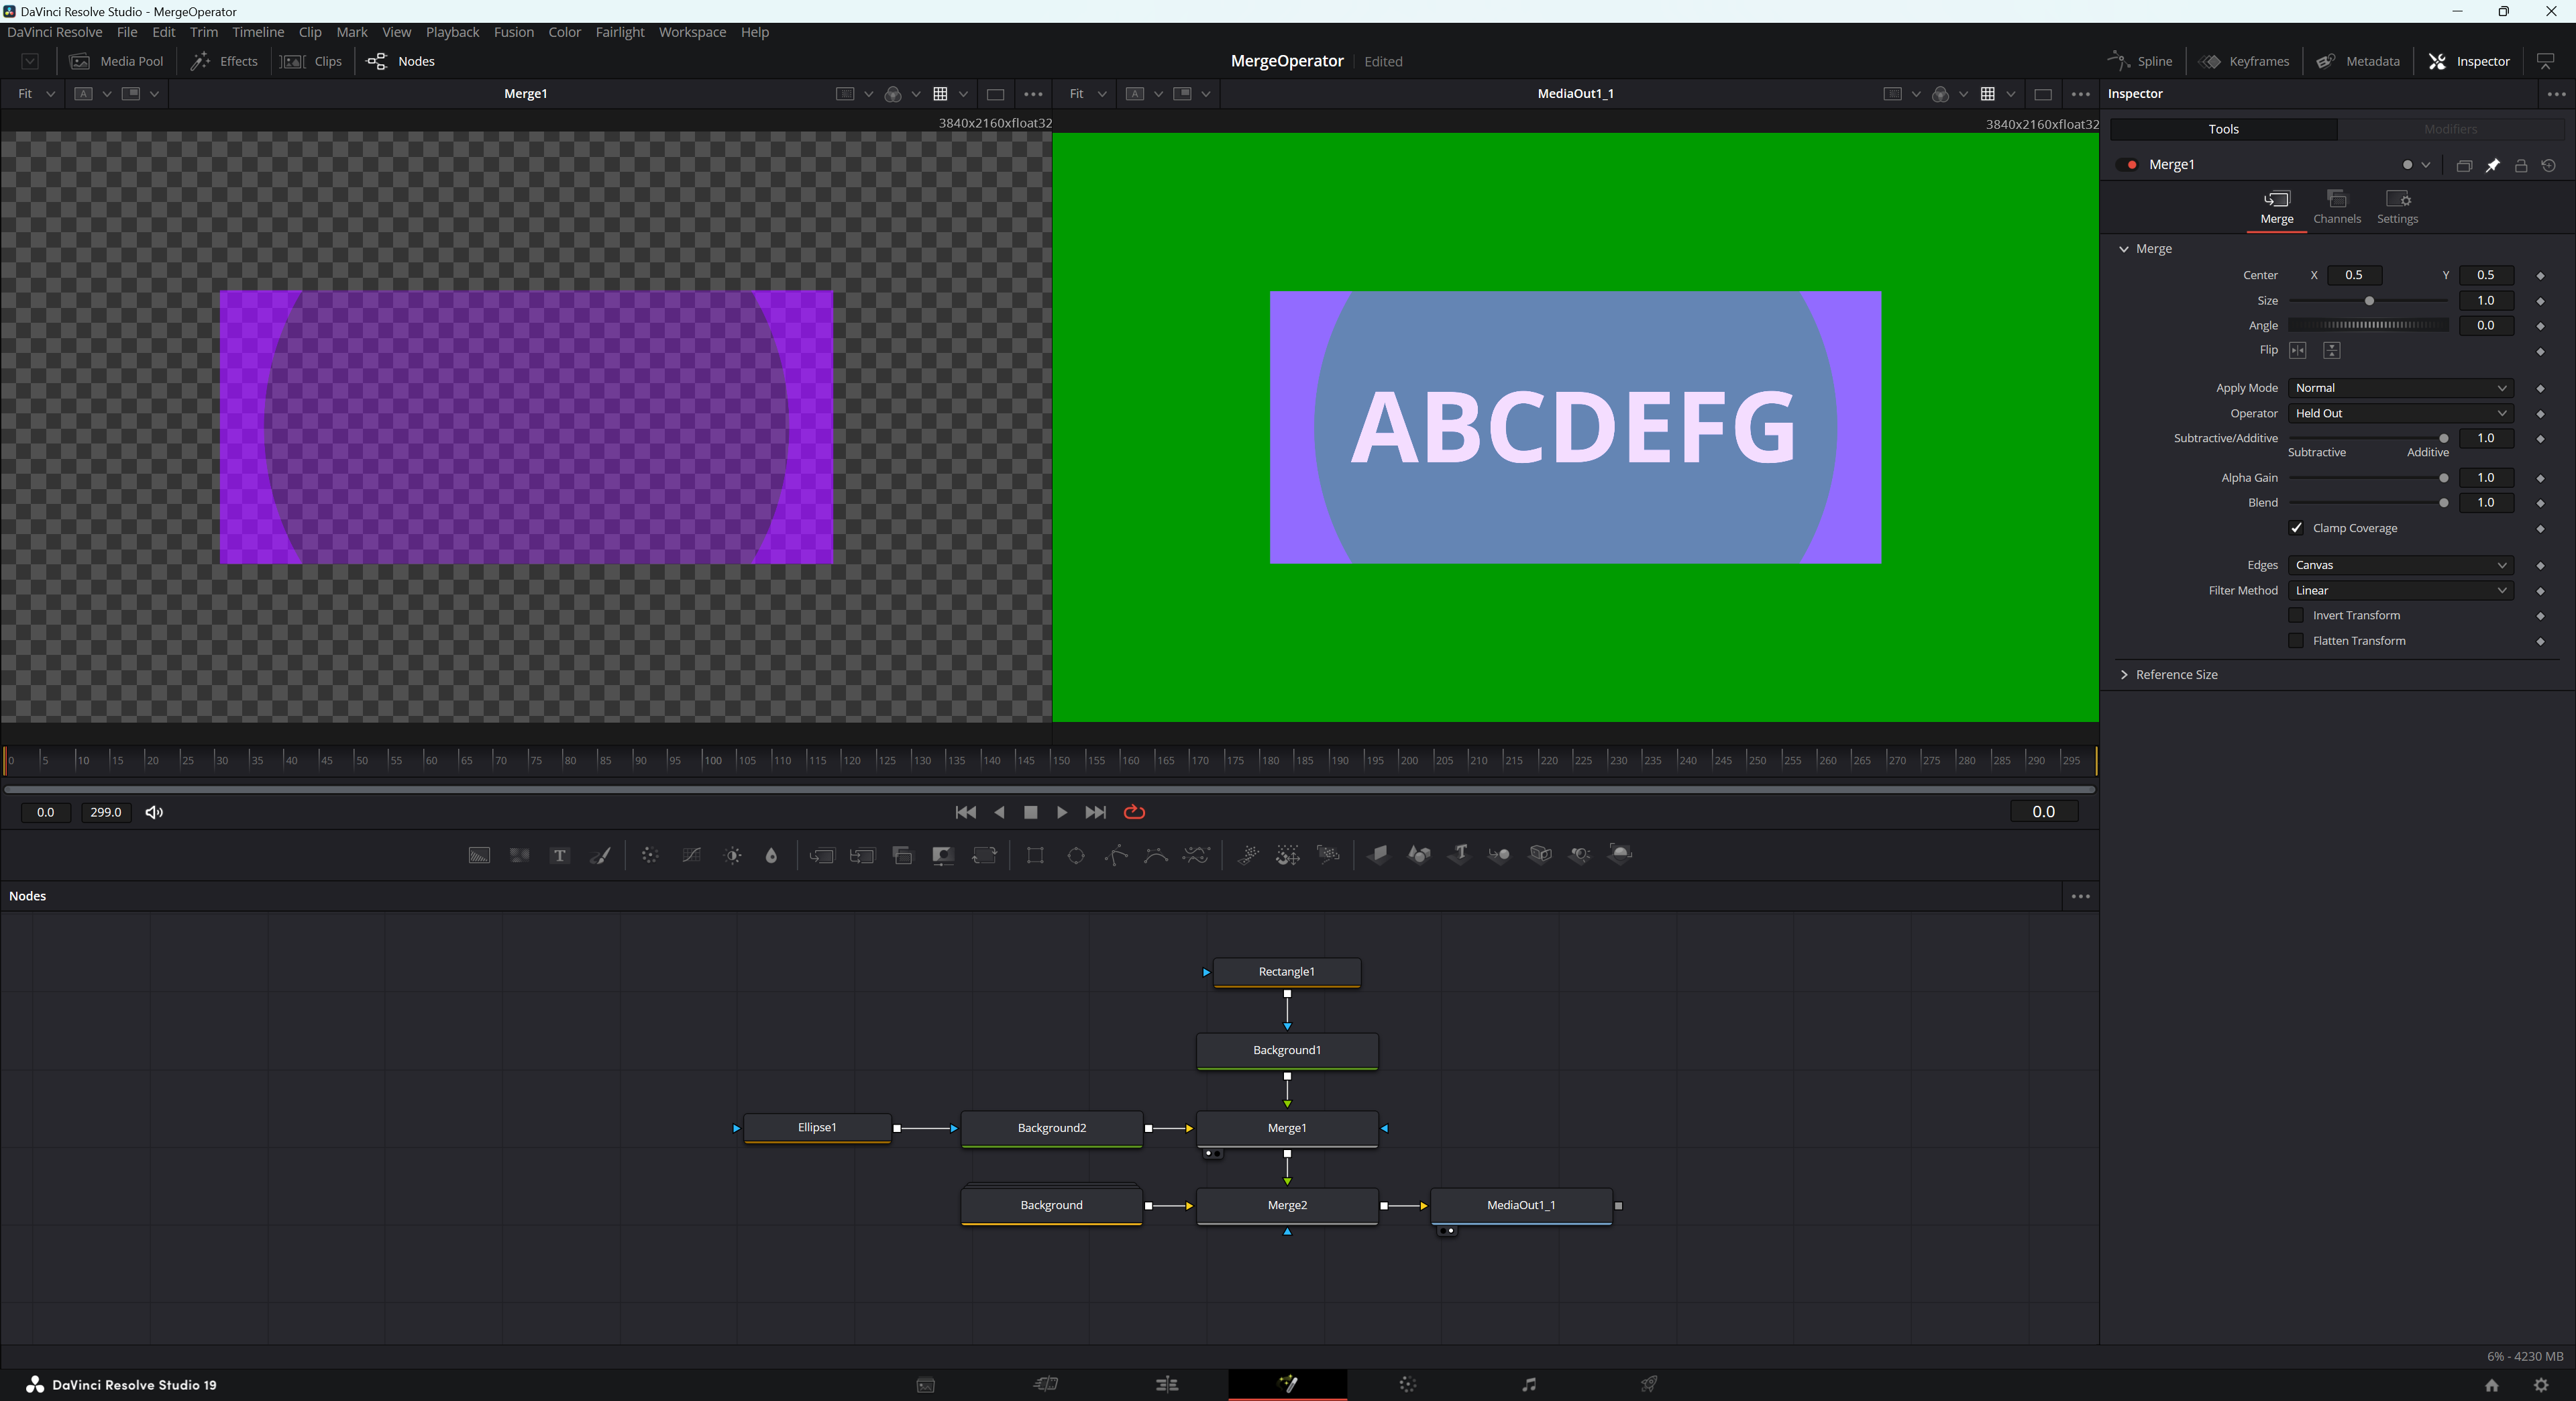 DaVinci Resolve Studio - MergeOperator
DaVinci Resolve File Edit Trim Timeline Clip Mark View Playback Fusion Color Fairlight Workspace Help
Media Pool Effects Clips Nodes MergeOperator Edited Spline Keyframes Metadata Inspector
Fit A Merge1 Fit A MediaOut1_1 Inspector
3840x2160xfloat32 3840x2160xfloat32
Tools Modifiers
Merge1
Merge Channels Settings
Merge
Center X 0.5 Y 0.5
Size 1.0
Angle 0.0
Flip
Apply Mode Normal
Operator Held Out
Subtractive/Additive 1.0
Subtractive Additive
Alpha Gain 1.0
Blend 1.0
Clamp Coverage
Edges Canvas
Filter Method Linear
Invert Transform
Flatten Transform
Reference Size
ABCDEFG
0 5 10 15 20 25 30 35 40 45 50 55 60 65 70 75 80 85 90 95 100 105 110 115 120 125 130 135 140 145 150 155 160 165 170 175 180 185 190 195 200 205 210 215 220 225 230 235 240 245 250 255 260 265 270 275 280 285 290 295
0.0 299.0 0.0
Nodes
Rectangle1
Background1
Ellipse1 Background2 Merge1
Background Merge2 MediaOut1_1
6% - 4230 MB
DaVinci Resolve Studio 19